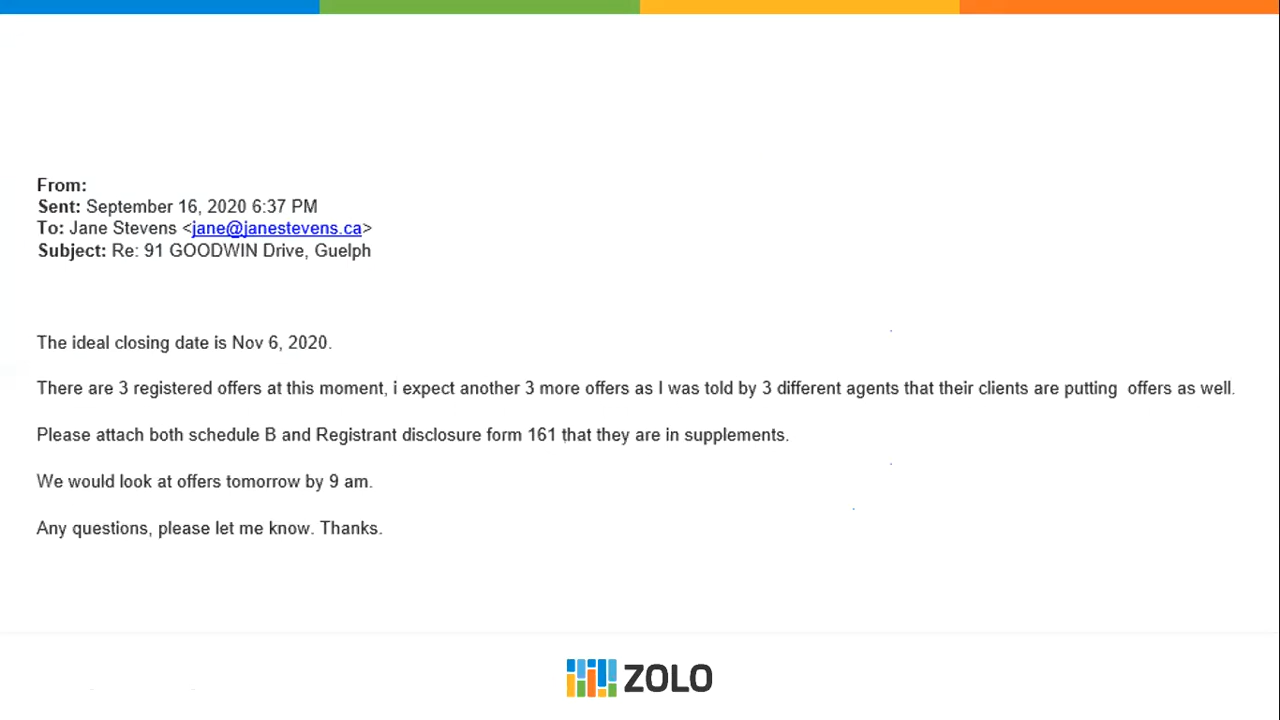 From:
Sent: September 16, 2020 6:37 PM
To: Jane Stevens <jane@janestevens.ca>
Subject: Re: 91 GOODWIN Drive, Guelph
The ideal closing date is Nov 6, 2020.
There are 3 registered offers at this moment, i expect another 3 more offers as I was told by 3 different agents that their clients are putting  offers as well.
Please attach both schedule B and Registrant disclosure form 161 that they are in supplements.
We would look at offers tomorrow by 9 am.
Any questions, please let me know. Thanks.
ZOLO